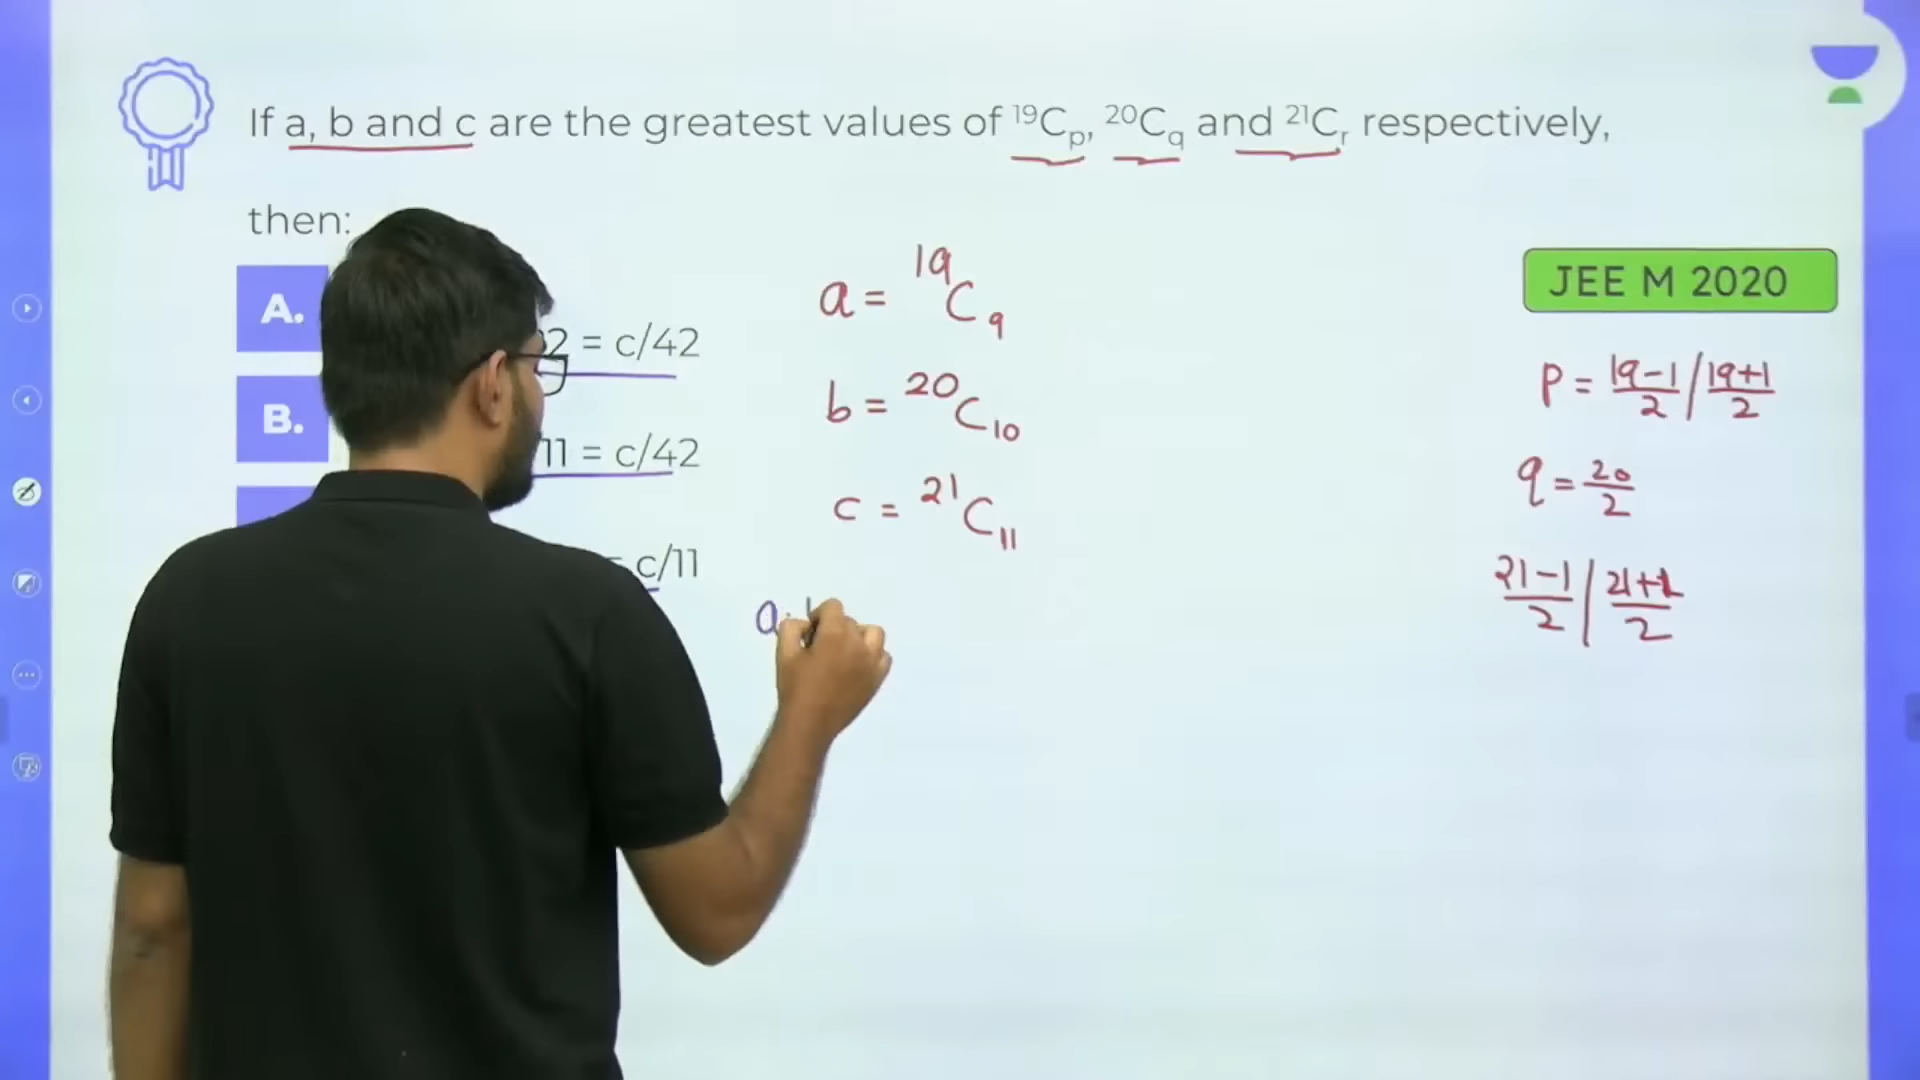 If a, b and c are the greatest values of ¹⁹Cₚ, ²⁰C_q and ²¹Cᵣ respectively,
then:
JEE M 2020
A.
2 = c/42
B.
11 = c/42
= c/11
a = ¹⁹C₉
b = ²⁰C₁₀
c = ²¹C₁₁
a :
p = 19-1/2 / 19+1/2
q = 20/2
21-1/2 / 21+1/2